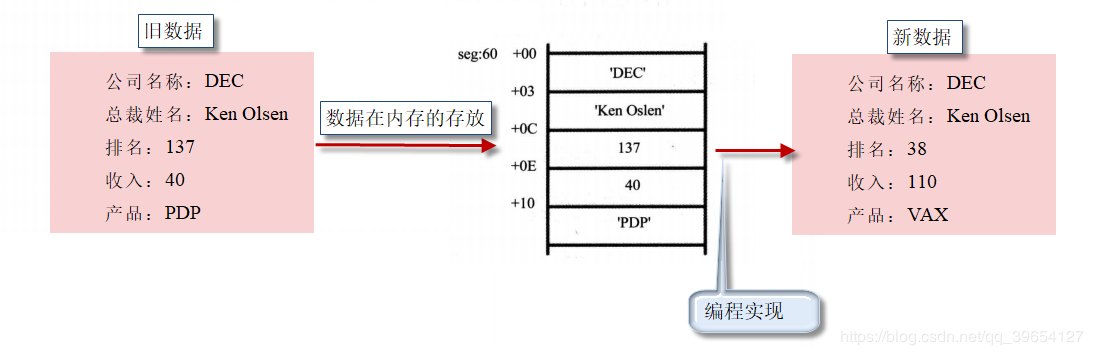 旧数据
公司名称：DEC
总裁姓名：Ken Olsen
排名：137
收入：40
产品：PDP
数据在内存的存放
seg:60 +00
'DEC'
+03
'Ken Oslen'
+0C
137
+0E
40
+10
'PDP'
编程实现
新数据
公司名称：DEC
总裁姓名：Ken Olsen
排名：38
收入：110
产品：VAX
https://blog.csdn.net/qq_39654127